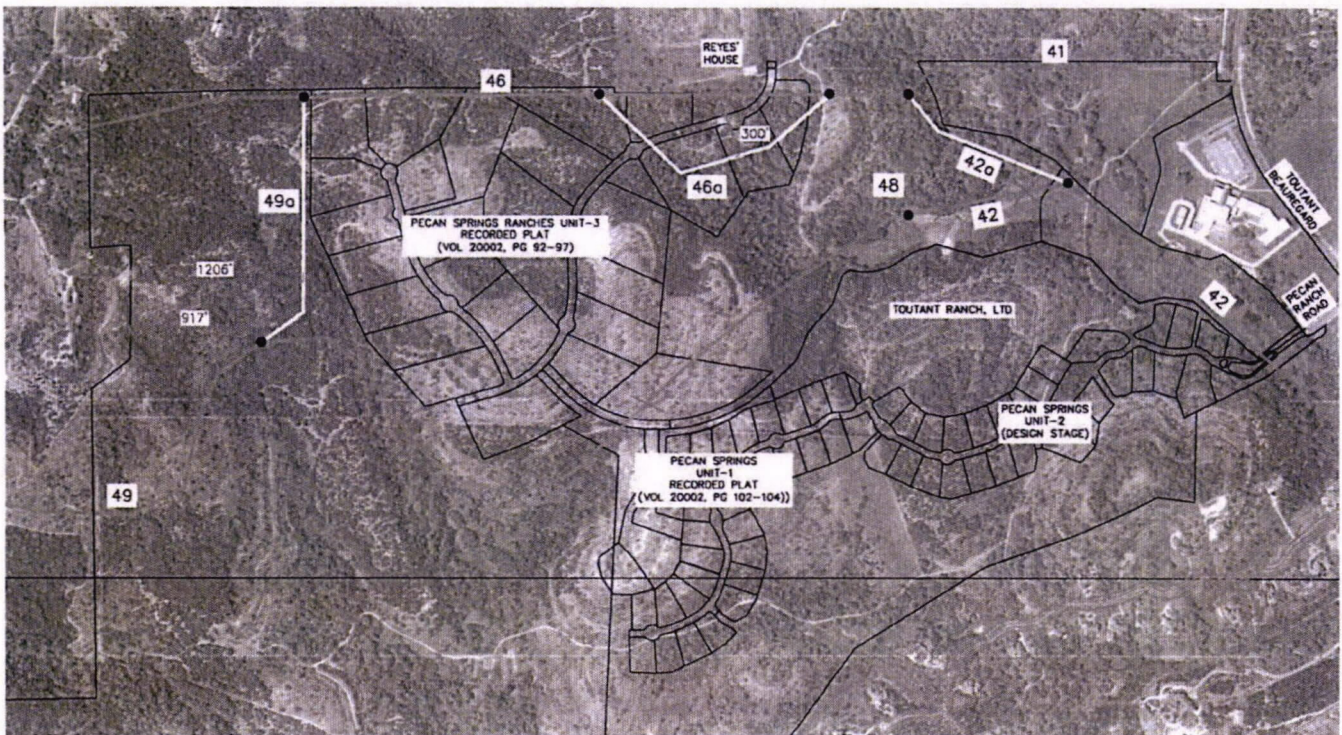 REYES'
HOUSE
41
46
300'
49a
42a
46a
48
TOUTANT
BEAUREGARD
42
PECAN SPRINGS RANCHES UNIT-3
RECORDED PLAT
(VOL 20002, PG 92-97)
1206'
917'
TOUTANT RANCH, LTD
42
PECAN
RANCH
ROAD
PECAN SPRINGS
UNIT-2
(DESIGN STAGE)
PECAN SPRINGS
UNIT-1
RECORDED PLAT
(VOL 20002, PG 102-104))
49